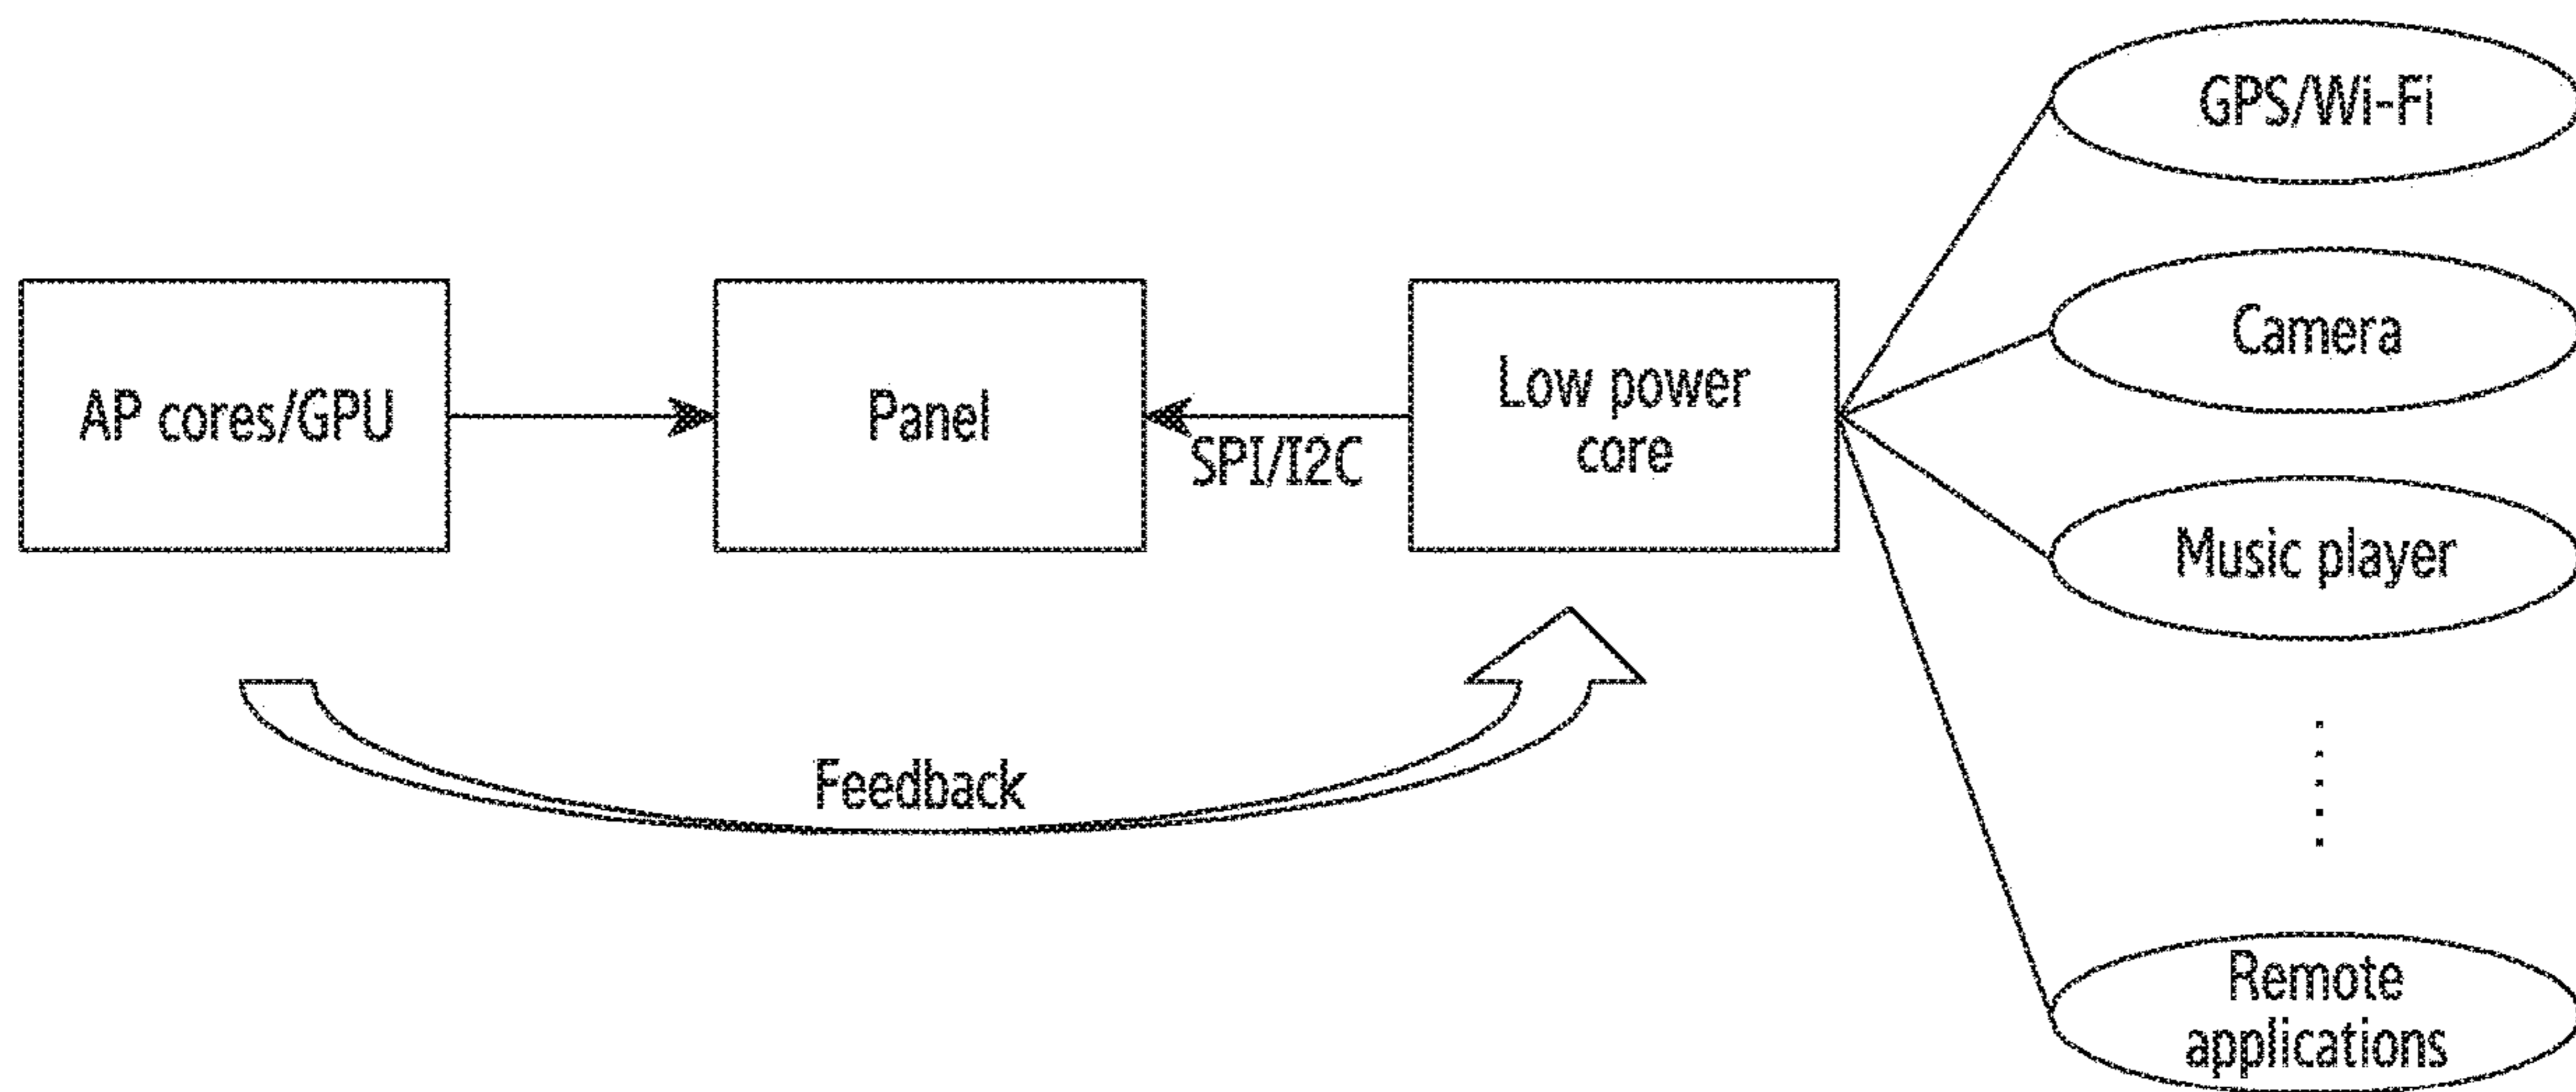 GPS/Wi-Fi
Camera
AP cores/GPU
Panel
SPI/I2C
Low power
core
Music player
Feedback
Remote
applications